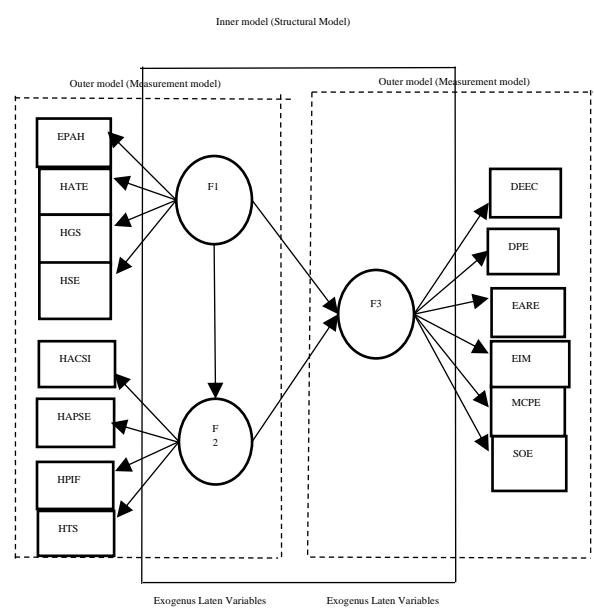 Inner model (Structural Model)
Outer model (Measurement model)
Outer model (Measurement model)
EPAH
HATE
HGS
HSE
F1
HACSI
HAPSE
HPIF
HTS
F
2
F3
DEEC
DPE
EARE
EIM
MCPE
SOE
Exogenus Laten Variables
Exogenus Laten Variables